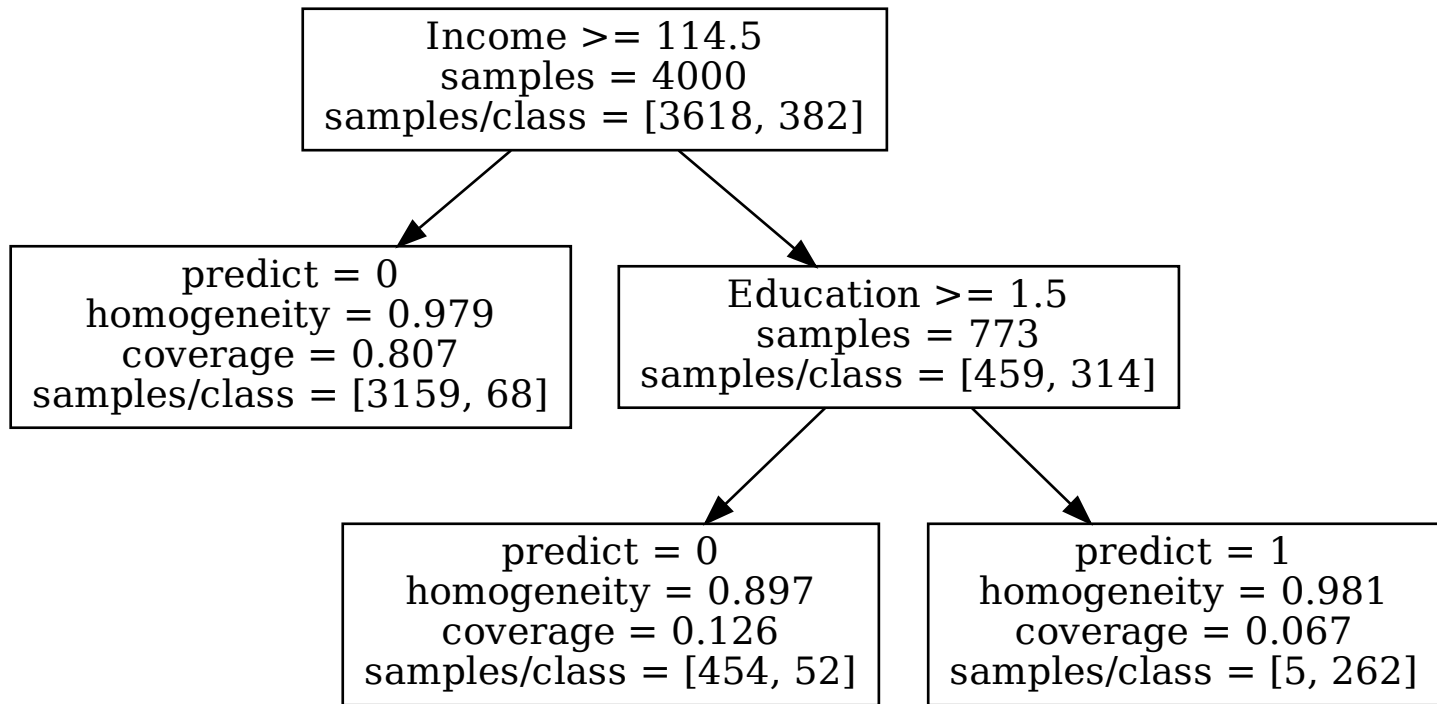 Income >= 114.5
samples = 4000
samples/class = [3618, 382]
predict = 0
homogeneity = 0.979
coverage = 0.807
samples/class = [3159, 68]
Education >= 1.5
samples = 773
samples/class = [459, 314]
predict = 0
homogeneity = 0.897
coverage = 0.126
samples/class = [454, 52]
predict = 1
homogeneity = 0.981
coverage = 0.067
samples/class = [5, 262]